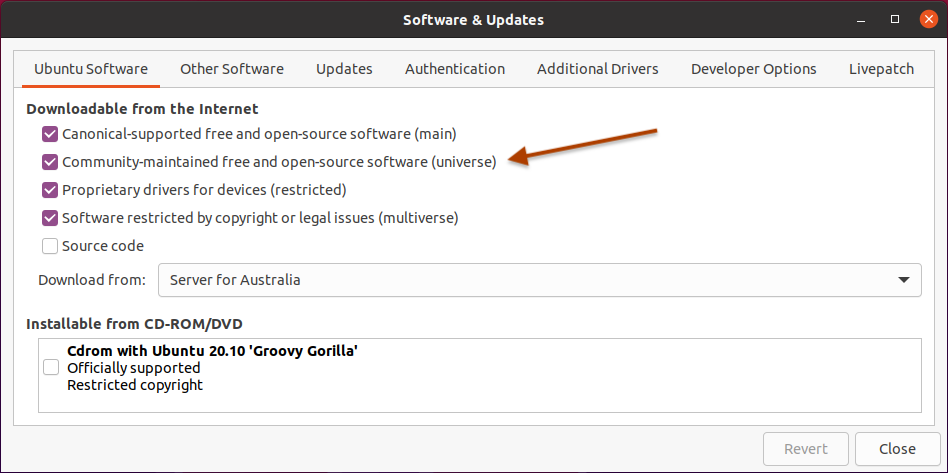 Software & Updates
Ubuntu Software Other Software Updates Authentication Additional Drivers Developer Options Livepatch
Downloadable from the Internet
Canonical-supported free and open-source software (main)
Community-maintained free and open-source software (universe)
Proprietary drivers for devices (restricted)
Software restricted by copyright or legal issues (multiverse)
Source code
Download from: Server for Australia
Installable from CD-ROM/DVD
Cdrom with Ubuntu 20.10 'Groovy Gorilla'
Officially supported
Restricted copyright
Revert Close